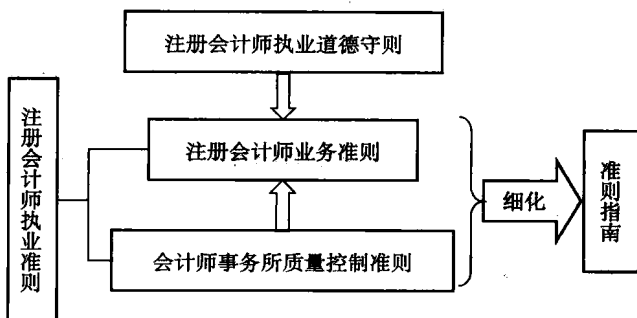 注册会计师执业道德守则
注册会计师执业准则
注册会计师业务准则
细化
准则指南
会计师事务所质量控制准则